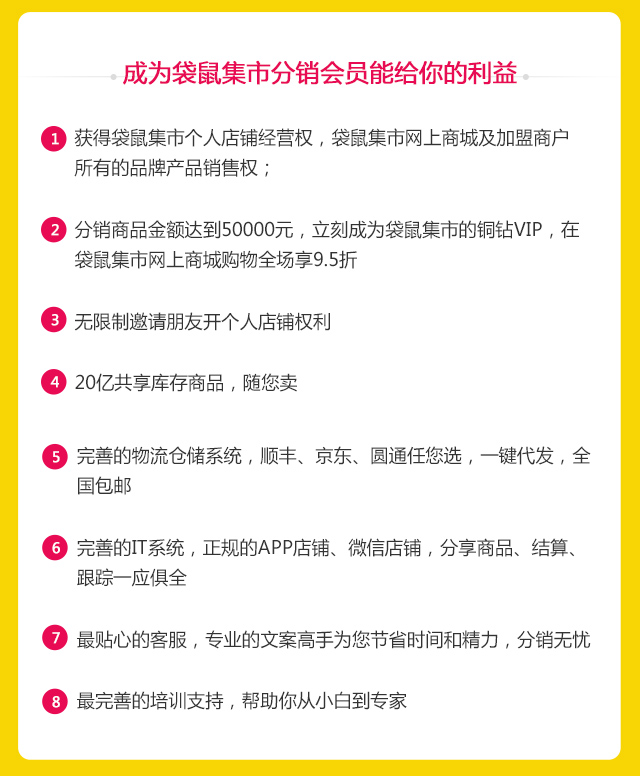 成为袋鼠集市分销会员能给你的利益
1 获得袋鼠集市个人店铺经营权，袋鼠集市网上商城及加盟商户
所有的品牌产品销售权；
2 分销商品金额达到50000元，立刻成为袋鼠集市的铜钻VIP，在
袋鼠集市网上商城购物全场享9.5折
3 无限制邀请朋友开个人店铺权利
4 20亿共享库存商品，随您卖
5 完善的物流仓储系统，顺丰、京东、圆通任您选，一键代发，全
国包邮
6 完善的IT系统，正规的APP店铺、微信店铺，分享商品、结算、
跟踪一应俱全
7 最贴心的客服，专业的文案高手为您节省时间和精力，分销无忧
8 最完善的培训支持，帮助你从小白到专家